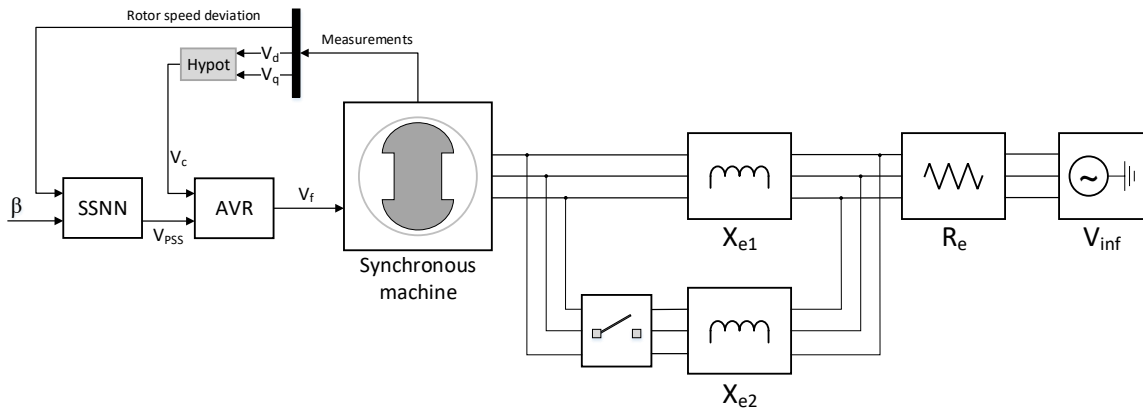 Rotor speed deviation
Measurements
V_d
Hypot
V_q
V_c
V_f
β
SSNN
AVR
V_PSS
~
X_e1
R_e
V_inf
Synchronous
machine
X_e2